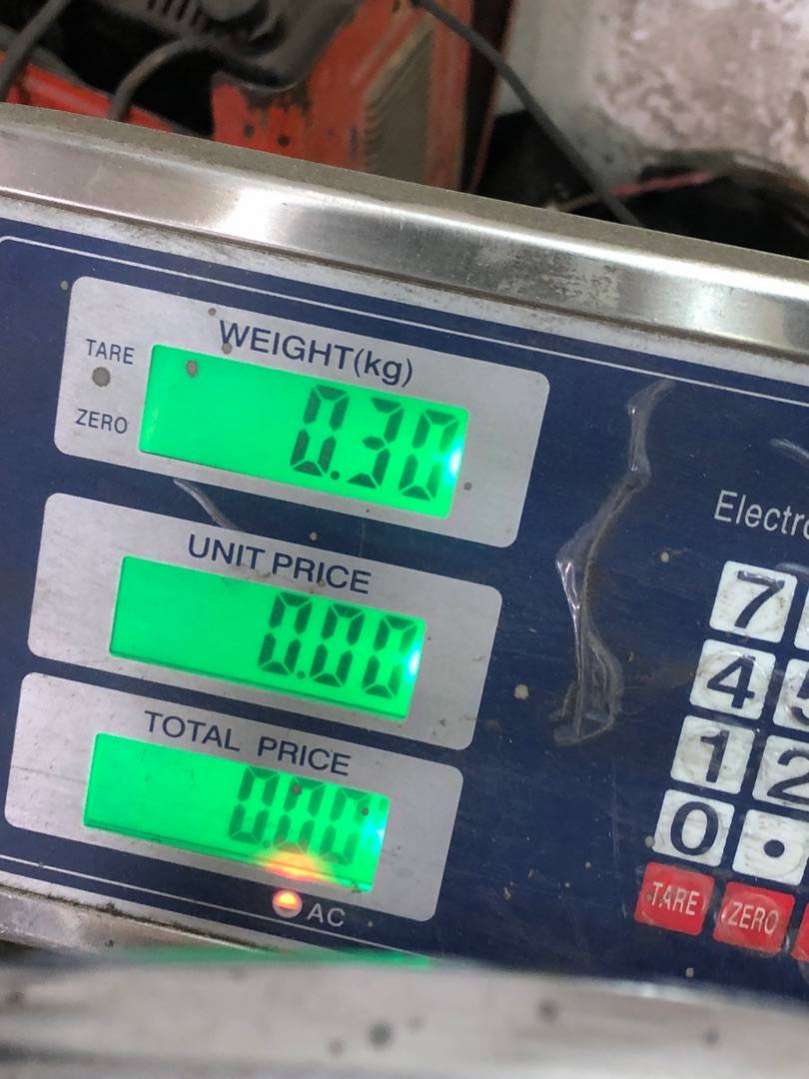 WEIGHT(kg)
TARE
ZERO
0.30
UNIT PRICE
0.00
TOTAL PRICE
0.00
AC
7
4
1
2
0
.
TARE
ZERO